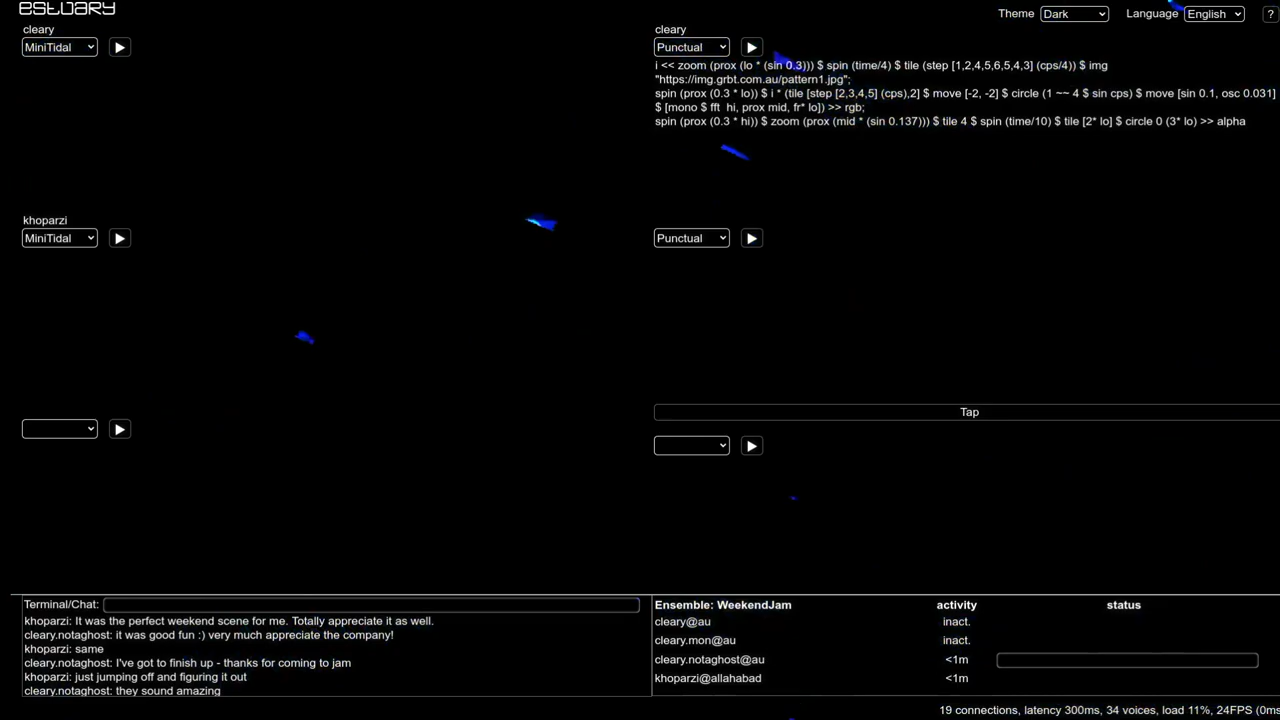 estuary
Theme Dark Language English ?
cleary
MiniTidal
cleary
Punctual
i << zoom (prox (lo * (sin 0.3))) $ spin (time/4) $ tile (step [1,2,4,5,6,5,4,3] (cps/4)) $ img
"https://img.grbt.com.au/pattern1.jpg";
spin (prox (0.3 * lo)) $ i * (tile [step [2,3,4,5] (cps),2] $ move [-2, -2] $ circle (1 ~~ 4 $ sin cps) $ move [sin 0.1, osc 0.031]
$ [mono $ fft  hi, prox mid, fr* lo]) >> rgb;
spin (prox (0.3 * hi)) $ zoom (prox (mid * (sin 0.137))) $ tile 4 $ spin (time/10) $ tile [2* lo] $ circle 0 (3* lo) >> alpha
khoparzi
MiniTidal
Punctual
Tap
Terminal/Chat:
khoparzi: It was the perfect weekend scene for me. Totally appreciate it as well.
cleary.notaghost: it was good fun :) very much appreciate the company!
khoparzi: same
cleary.notaghost: I've got to finish up - thanks for coming to jam
khoparzi: just jumping off and figuring it out
cleary.notaghost: they sound amazing
Ensemble: WeekendJam activity status
cleary@au inact.
cleary.mon@au inact.
cleary.notaghost@au <1m
khoparzi@allahabad <1m
19 connections, latency 300ms, 34 voices, load 11%, 24FPS (0ms